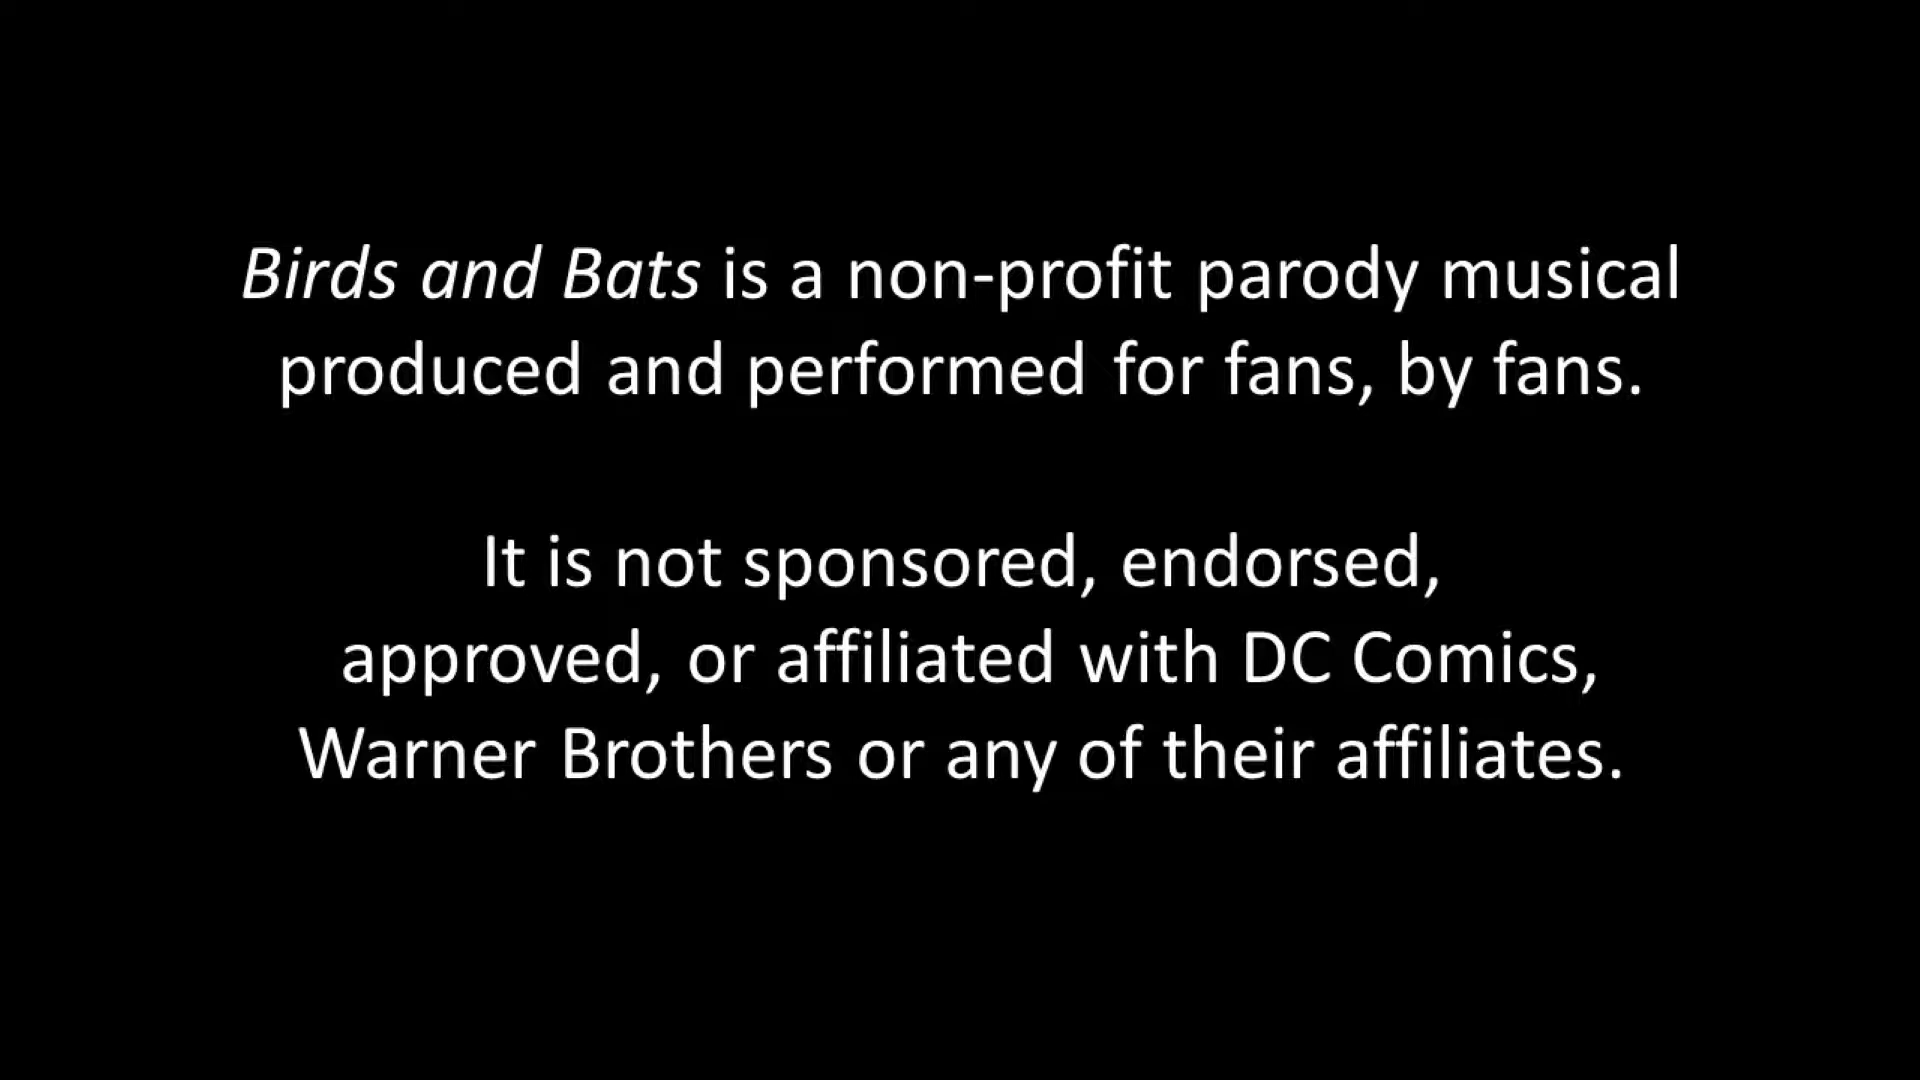 Birds and Bats is a non-profit parody musical
produced and performed for fans, by fans.
It is not sponsored, endorsed,
approved, or affiliated with DC Comics,
Warner Brothers or any of their affiliates.